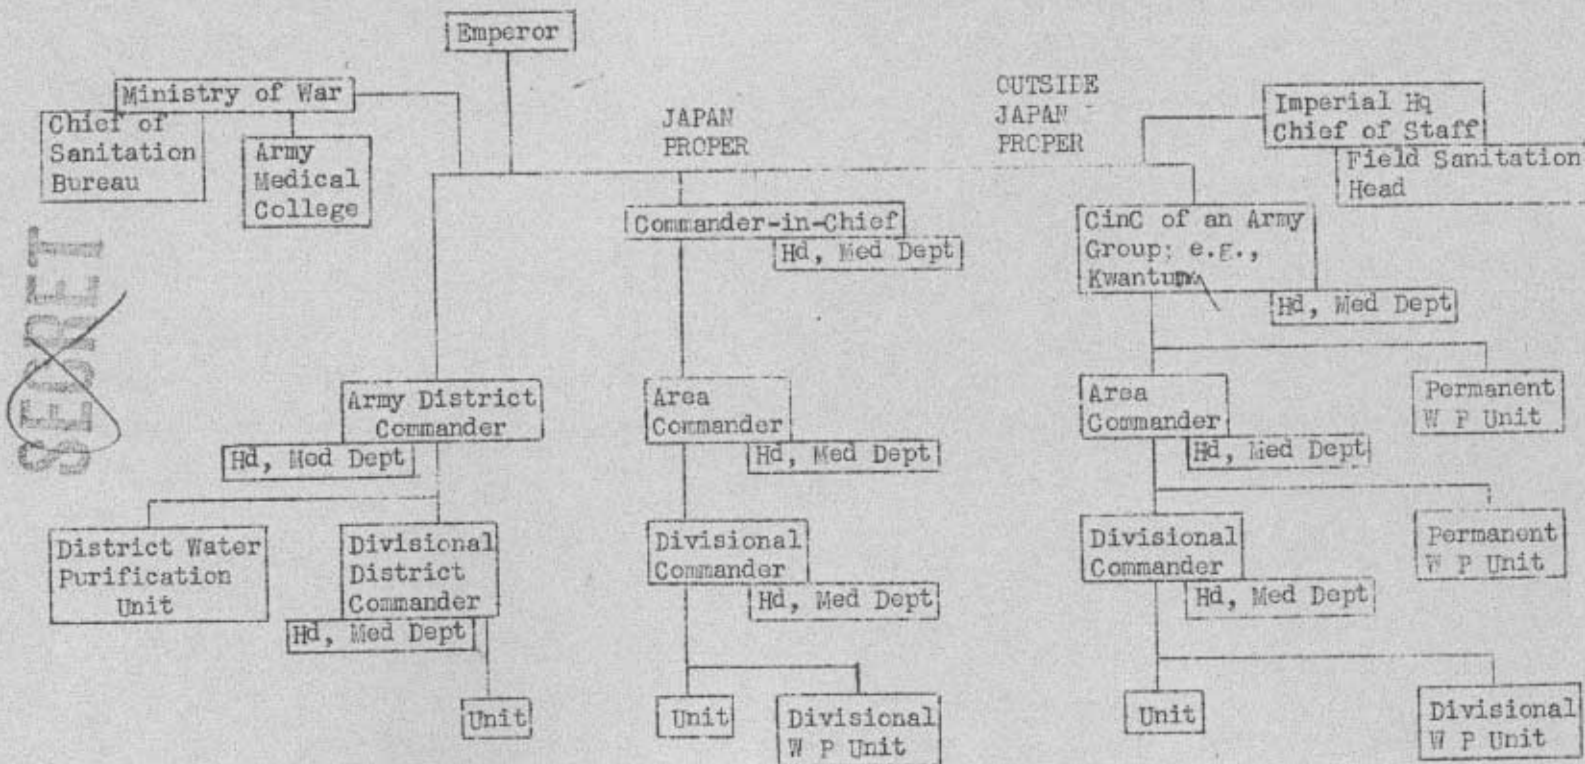 Emperor
Ministry of War
Chief of
Sanitation
Bureau
Army
Medical
College
JAPAN
PROPER
OUTSIDE
JAPAN
PROPER
Imperial Hq
Chief of Staff
Field Sanitation
Head
SECRET
Commander-in-Chief
Hd, Med Dept
CinC of an Army
Group; e.g.,
Kwantung
Hd, Med Dept
Army District
Commander
Hd, Med Dept
Area
Commander
Hd, Med Dept
Area
Commander
Hd, Med Dept
Permanent
W P Unit
District Water
Purification
Unit
Divisional
District
Commander
Hd, Med Dept
Divisional
Commander
Hd, Med Dept
Divisional
Commander
Hd, Med Dept
Permanent
W P Unit
Unit
Unit
Divisional
W P Unit
Unit
Divisional
W P Unit